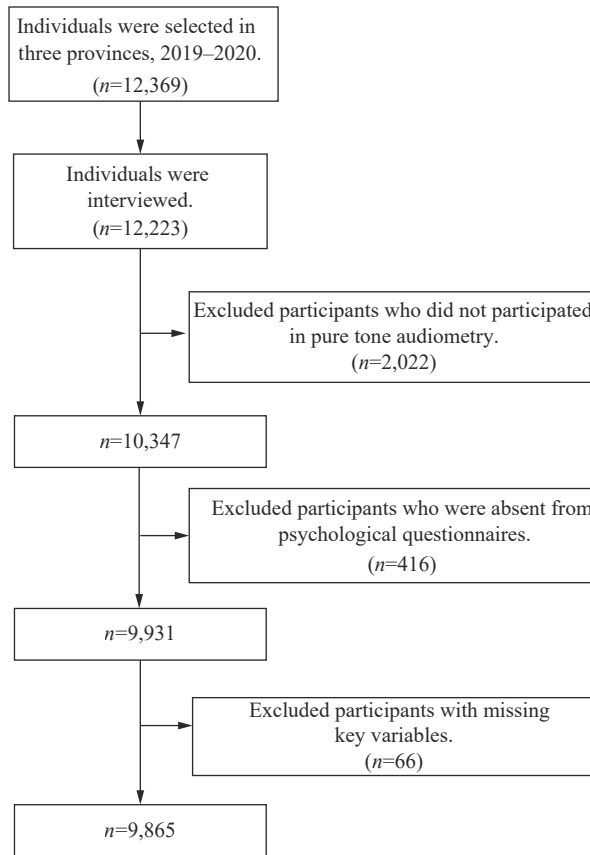 Individuals were selected in
three provinces, 2019–2020.
(n=12,369)
Individuals were
interviewed.
(n=12,223)
Excluded participants who did not participated
in pure tone audiometry.
(n=2,022)
n=10,347
Excluded participants who were absent from
psychological questionnaires.
(n=416)
n=9,931
Excluded participants with missing
key variables.
(n=66)
n=9,865